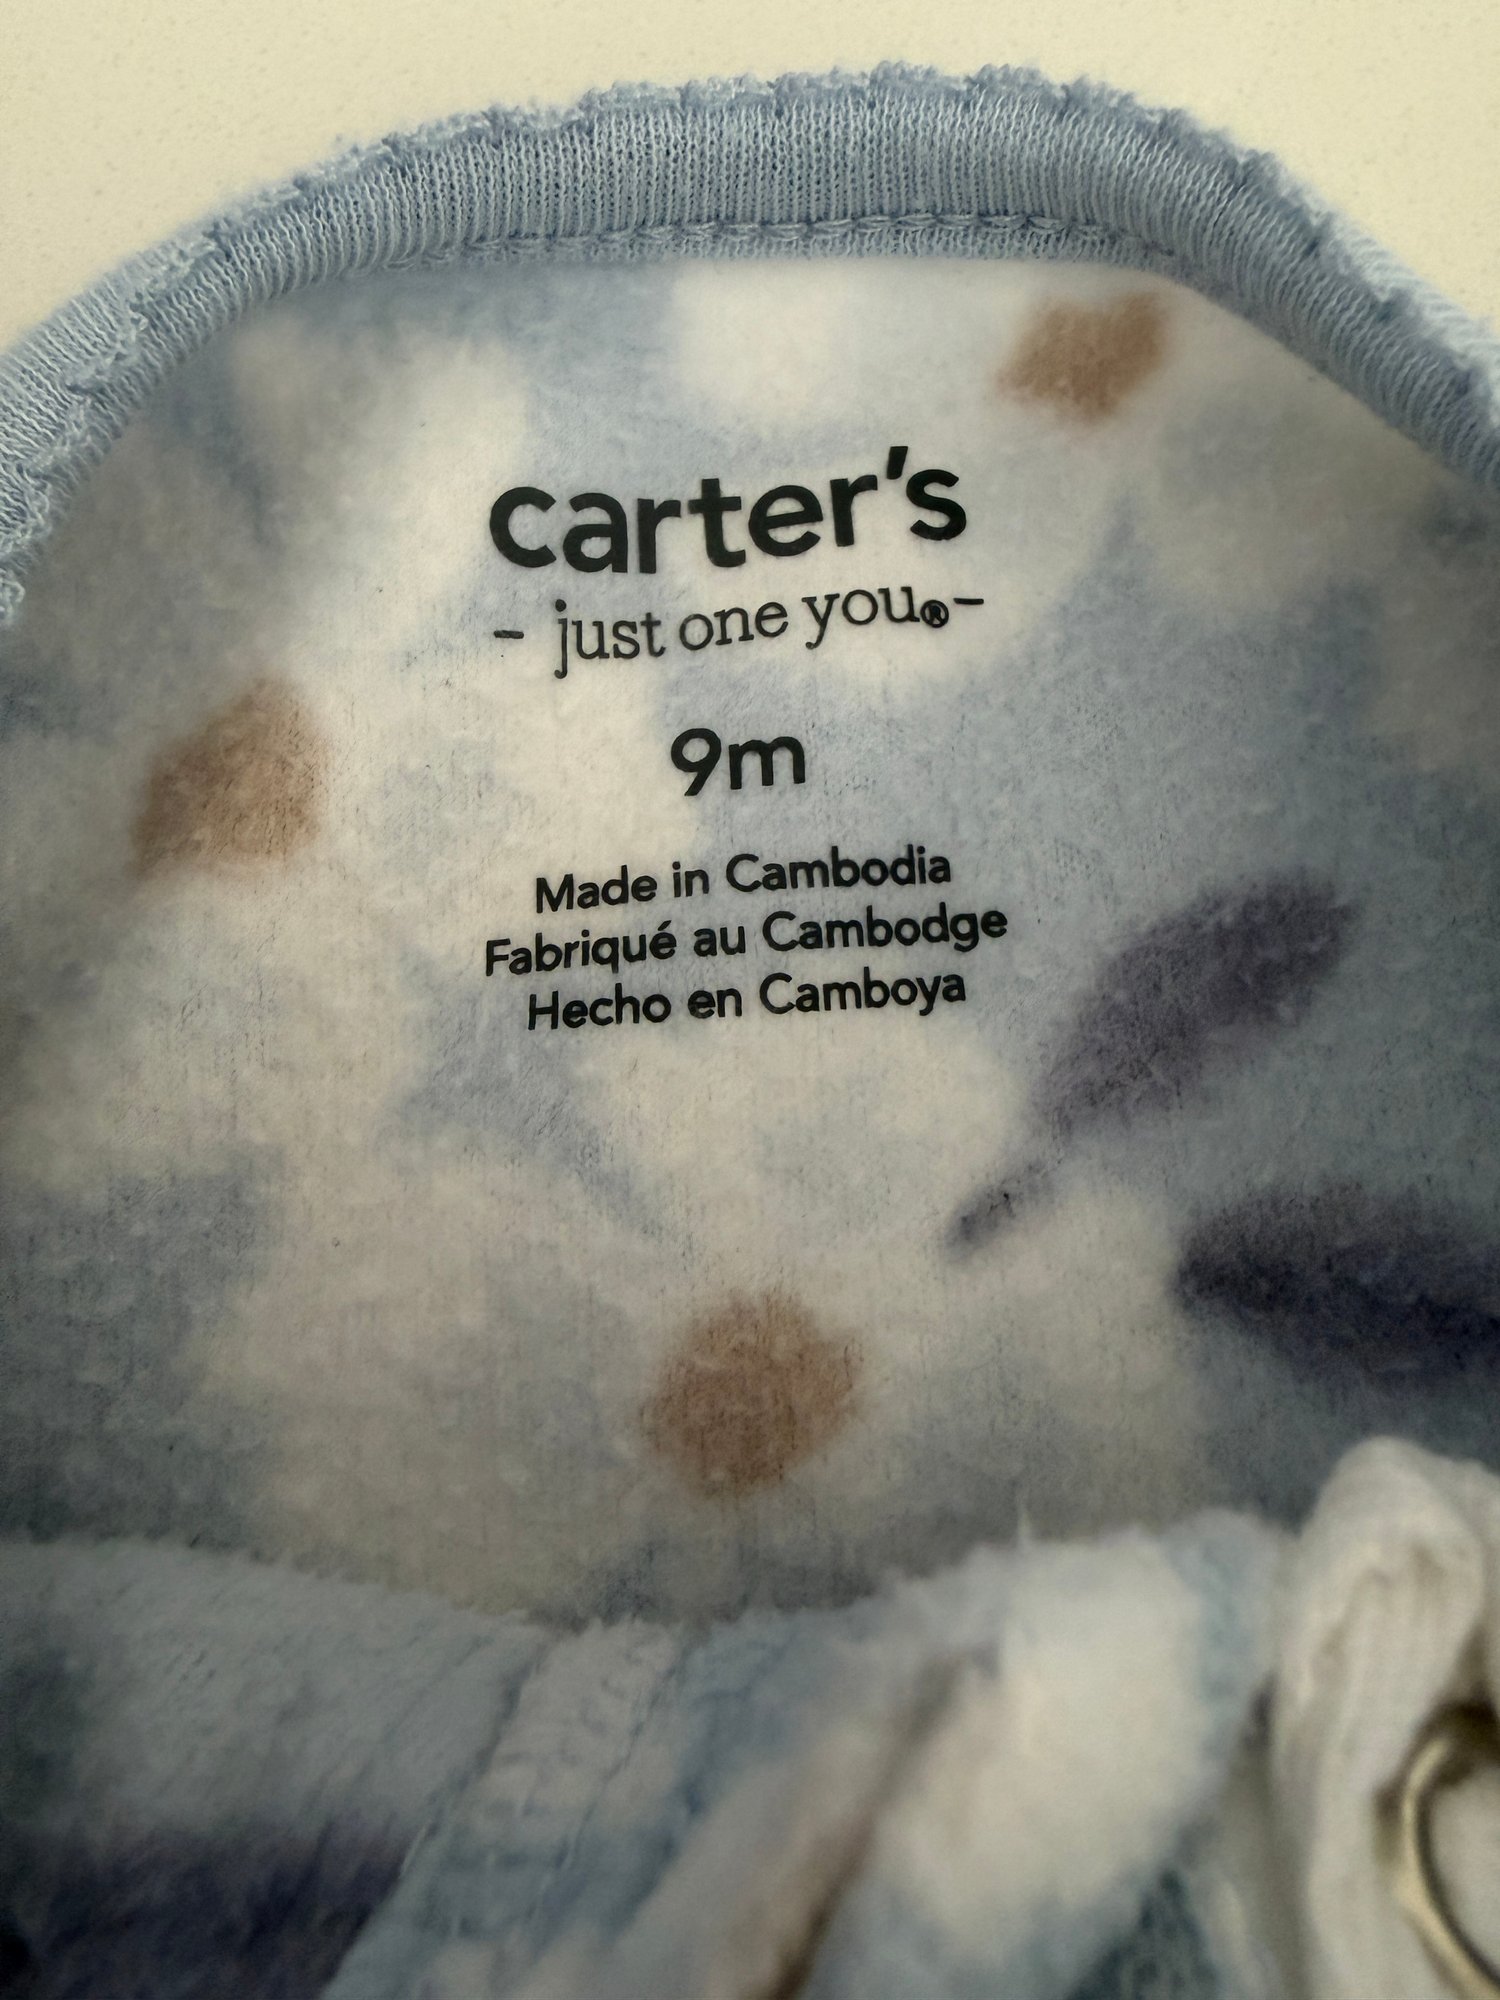 carter's
- just one you®-
9m
Made in Cambodia
Fabriqué au Cambodge
Hecho en Camboya